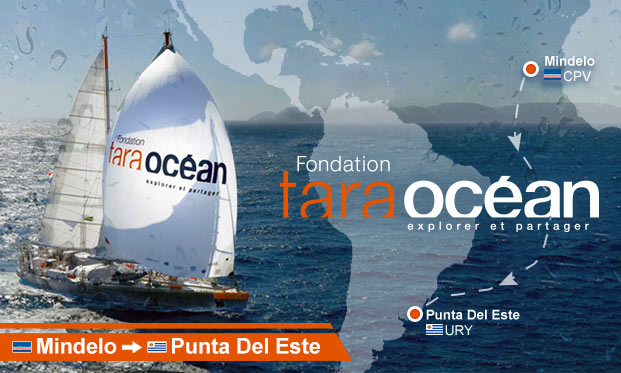 Fondation
tara océan
explorer et partager
Mindelo
CPV
Fondation
tara océan
explorer et partager
Punta Del Este
URY
Mindelo → Punta Del Este